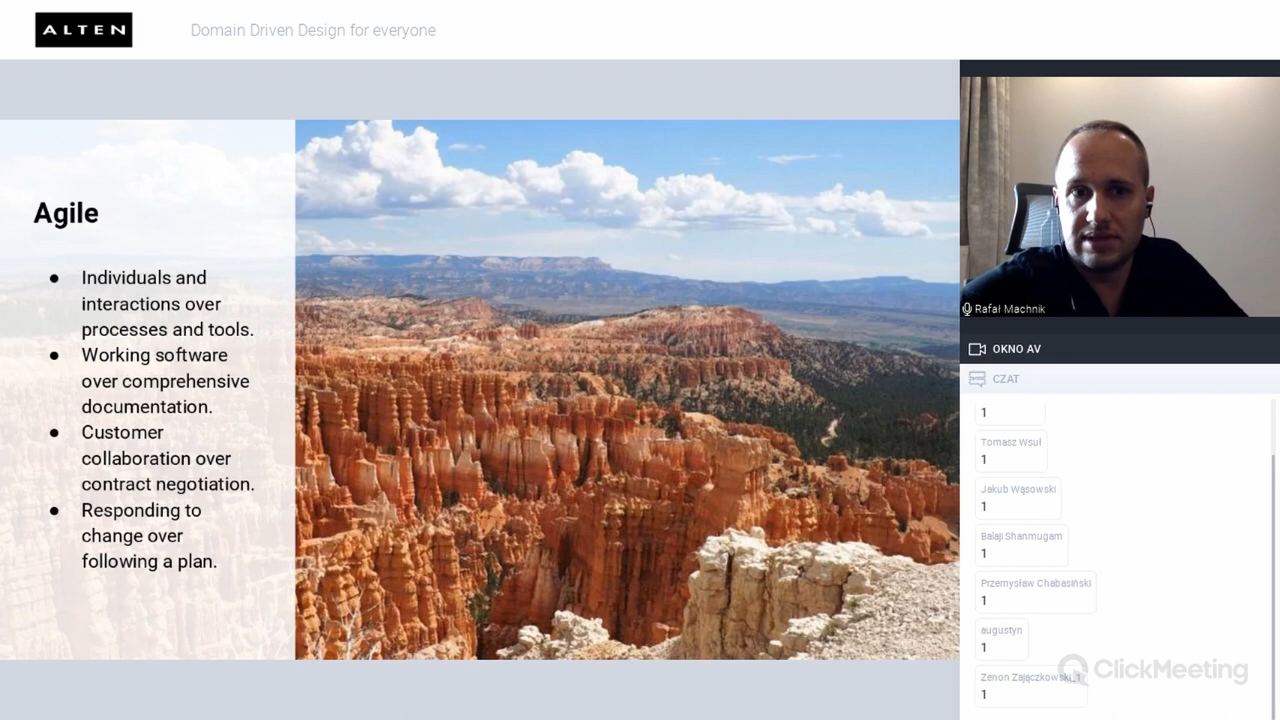 ALTEN
Domain Driven Design for everyone
Agile
● Individuals and
interactions over
processes and tools.
● Working software
over comprehensive
documentation.
● Customer
collaboration over
contract negotiation.
● Responding to
change over
following a plan.
Rafał Machnik
OKNO AV
CZAT
1
Tomasz Wsuł
1
Jakub Wąsowski
1
Balaji Shanmugam
1
Przemysław Chabasiński
1
augustyn
1
Zenon Zajączkowski_1
1
ClickMeeting